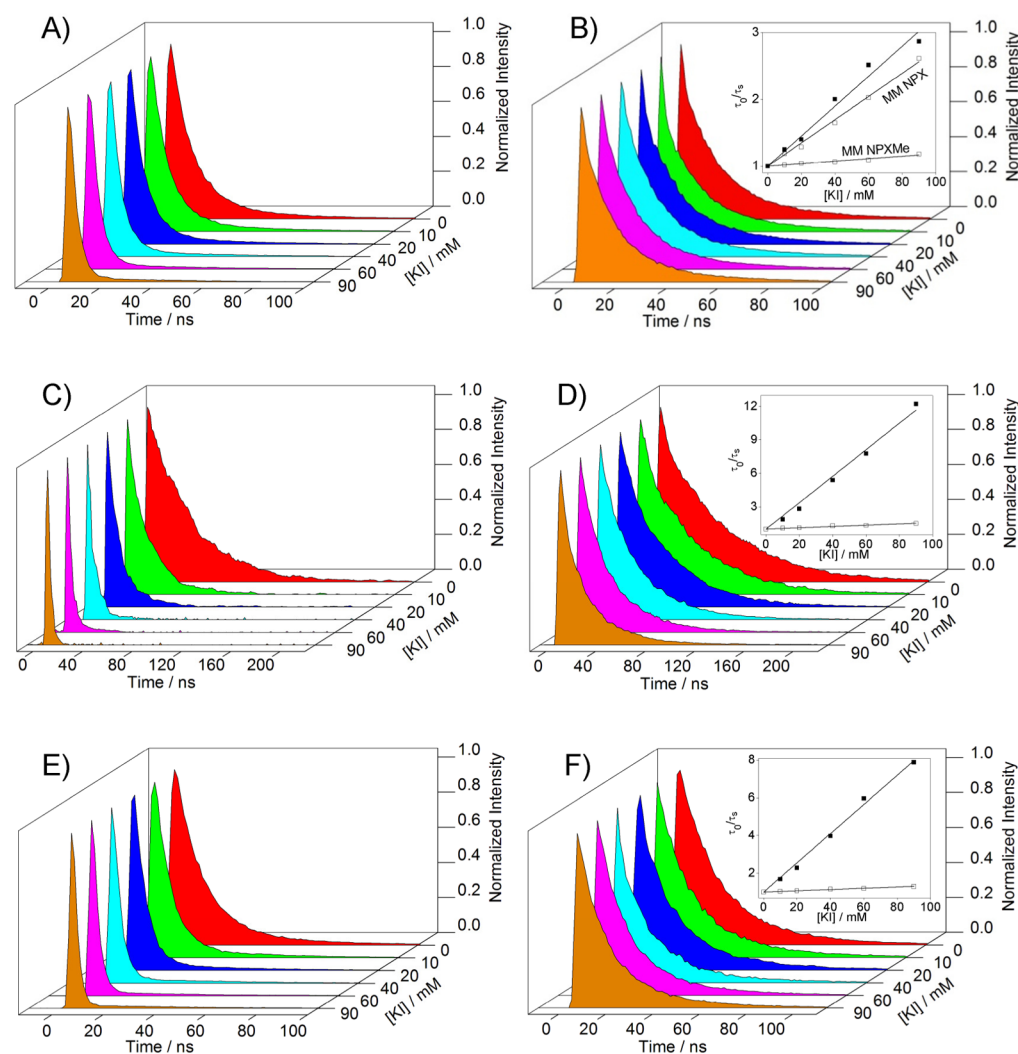 A)
1.0
0.8
0.6
0.4
0.2
0.0
Normalized Intensity
0
10
20
40
60
90
[KI] / mM
0 20 40 60 80 100
Time / ns
B)
1.0
0.8
0.6
0.4
0.2
0.0
Normalized Intensity
0
10
20
40
60
90
[KI] / mM
0 20 40 60 80 100
Time / ns
3
2
1
τ0/τs
MM NPX
MM NPXMe
0 20 40 60 80 100
[KI] / mM
C)
1.0
0.8
0.6
0.4
0.2
0.0
Normalized Intensity
0
10
20
40
60
90
[KI] / mM
0 40 80 120 160 200
Time / ns
D)
1.0
0.8
0.6
0.4
0.2
0.0
Normalized Intensity
0
10
20
40
60
90
[KI] / mM
0 40 80 120 160 200
Time / ns
12
9
6
3
τ0/τs
0 20 40 60 80 100
[KI] / mM
E)
1.0
0.8
0.6
0.4
0.2
0.0
Normalized Intensity
0
10
20
40
60
90
[KI] / mM
0 20 40 60 80 100
Time / ns
F)
1.0
0.8
0.6
0.4
0.2
0.0
Normalized Intensity
0
10
20
40
60
90
[KI] / mM
0 20 40 60 80 100
Time / ns
8
6
4
2
τ0/τs
0 20 40 60 80 100
[KI] / mM